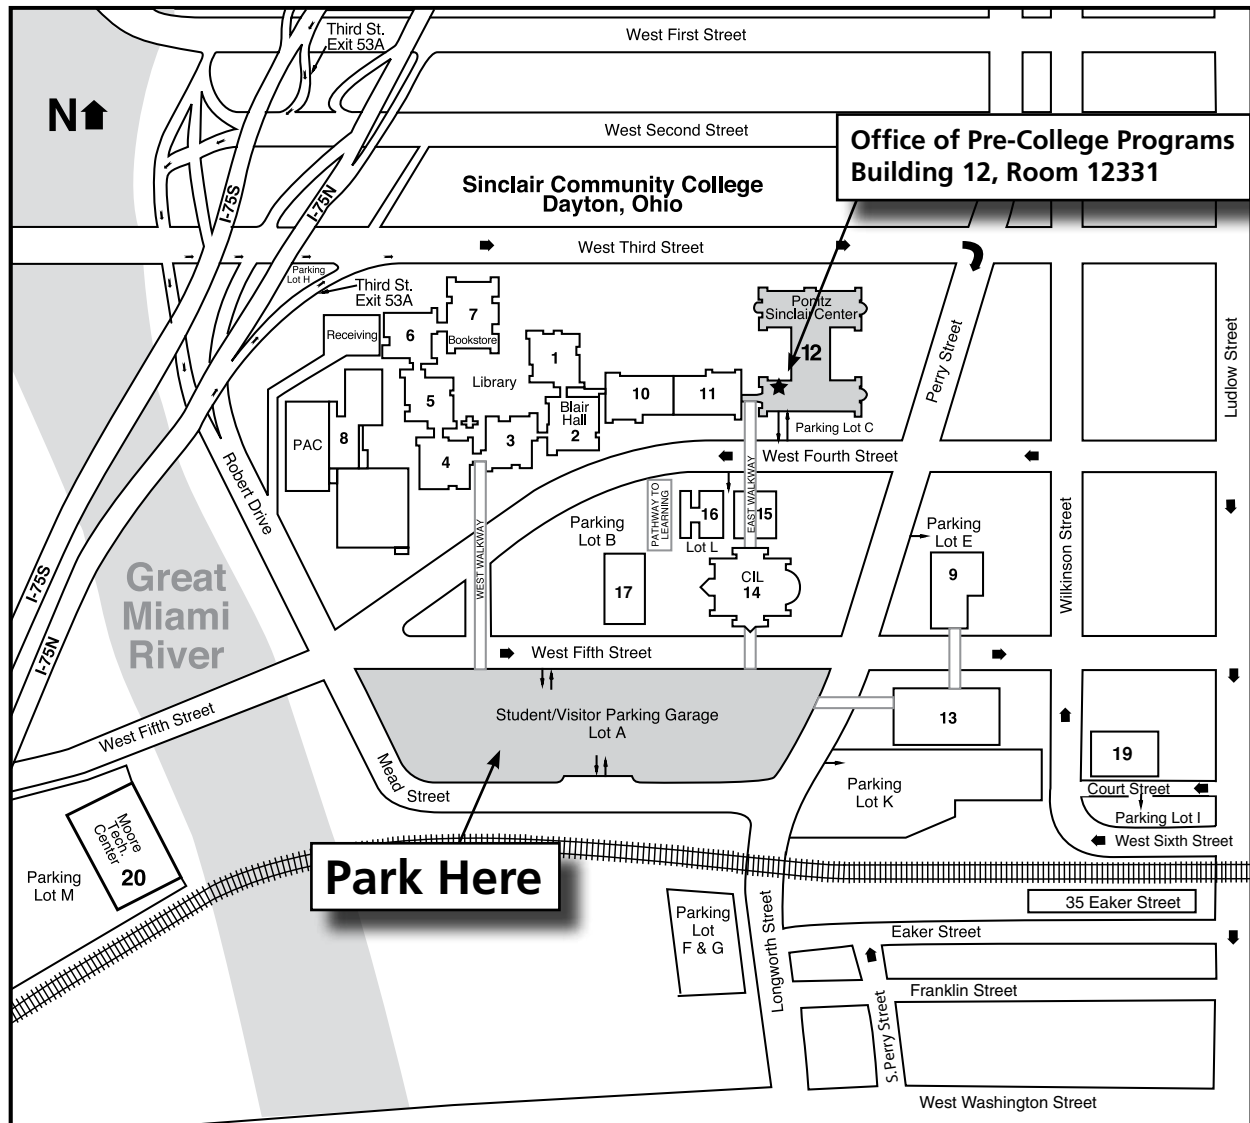 Third St.
Exit 53A
West First Street
N
West Second Street
Office of Pre-College Programs
Building 12, Room 12331
I-75S
I-75N
Sinclair Community College
Dayton, Ohio
West Third Street
Parking
Lot H
Third St.
Exit 53A
7
Bookstore
Ponitz
Sinclair Center
12
Receiving
6
1
Library
Perry Street
Ludlow Street
5
10
11
Blair
Hall
2
PAC
8
3
4
Parking Lot C
West Fourth Street
Robert Drive
WEST WALKWAY
Parking
Lot B
PATHWAY TO
LEARNING
16
Lot L
EAST WALKWAY
15
Parking
Lot E
Wilkinson Street
9
17
CIL
14
I-75S
I-75N
Great
Miami
River
West Fifth Street
West Fifth Street
Student/Visitor Parking Garage
Lot A
13
19
Mead Street
Parking
Lot K
Court Street
Parking Lot I
West Sixth Street
Moore
Tech.
Center
20
Parking
Lot M
Park Here
35 Eaker Street
Parking
Lot
F & G
Longworth Street
Eaker Street
Franklin Street
S.Perry Street
West Washington Street